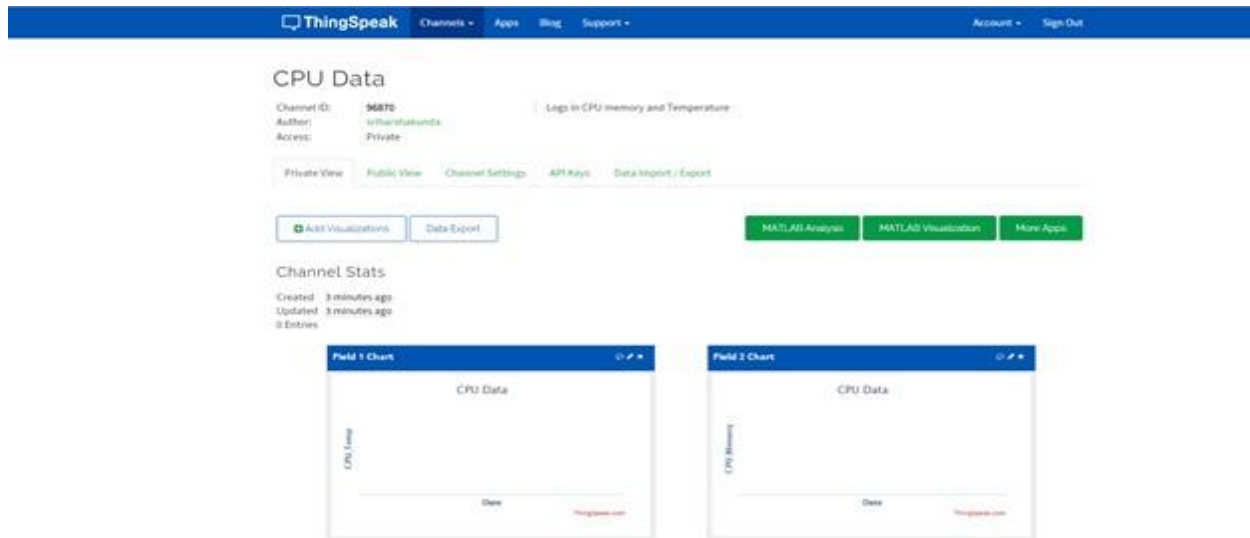 ThingSpeak Channels Apps Blog Support Account Sign Out
CPU Data
Channel ID: 96870
Logs in CPU memory and Temperature
Author: sriharshakunda
Access: Private
Private View Public View Channel Settings API Keys Data Import / Export
Add Visualizations Data Export MATLAB Analysis MATLAB Visualization More Apps
Channel Stats
Created 3 minutes ago
Updated 3 minutes ago
0 Entries
Field 1 Chart
CPU Data
CPU_Temp
Date
ThingSpeak.com
Field 2 Chart
CPU Data
CPU Memory
Date
ThingSpeak.com